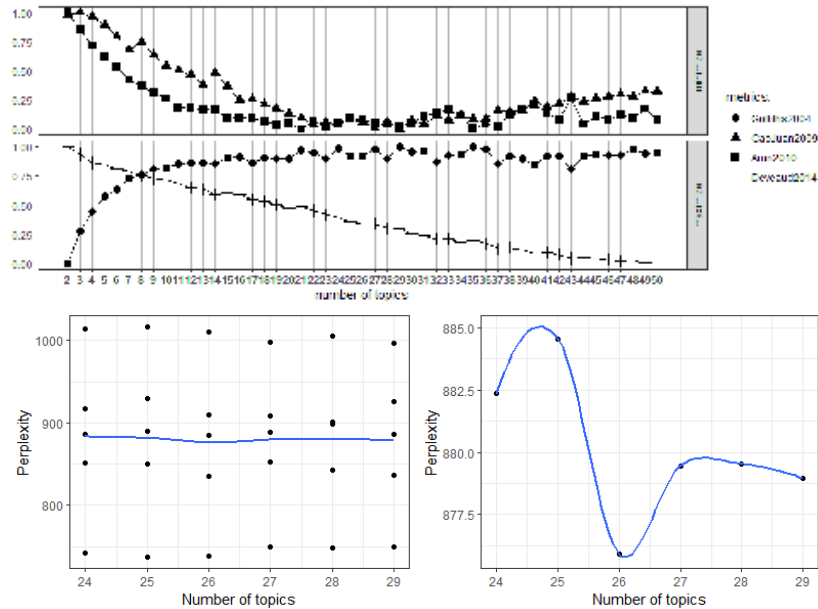 1.00
0.75
0.50
0.25
0.00
metrics:
Griffiths2004
CaoJuan2009
Arun2010
Deveaud2014
1.00
0.75
0.50
0.25
0.00
2 3 4 5 6 7 8 9 10 11 12 13 14 15 16 17 18 19 20 21 22 23 24 25 26 27 28 29 30 31 32 33 34 35 36 37 38 39 40 41 42 43 44 45 46 47 48 49 50
number of topics
1000
900
800
Perplexity
24 25 26 27 28 29
Number of topics
885.0
882.5
880.0
877.5
Perplexity
24 25 26 27 28 29
Number of topics